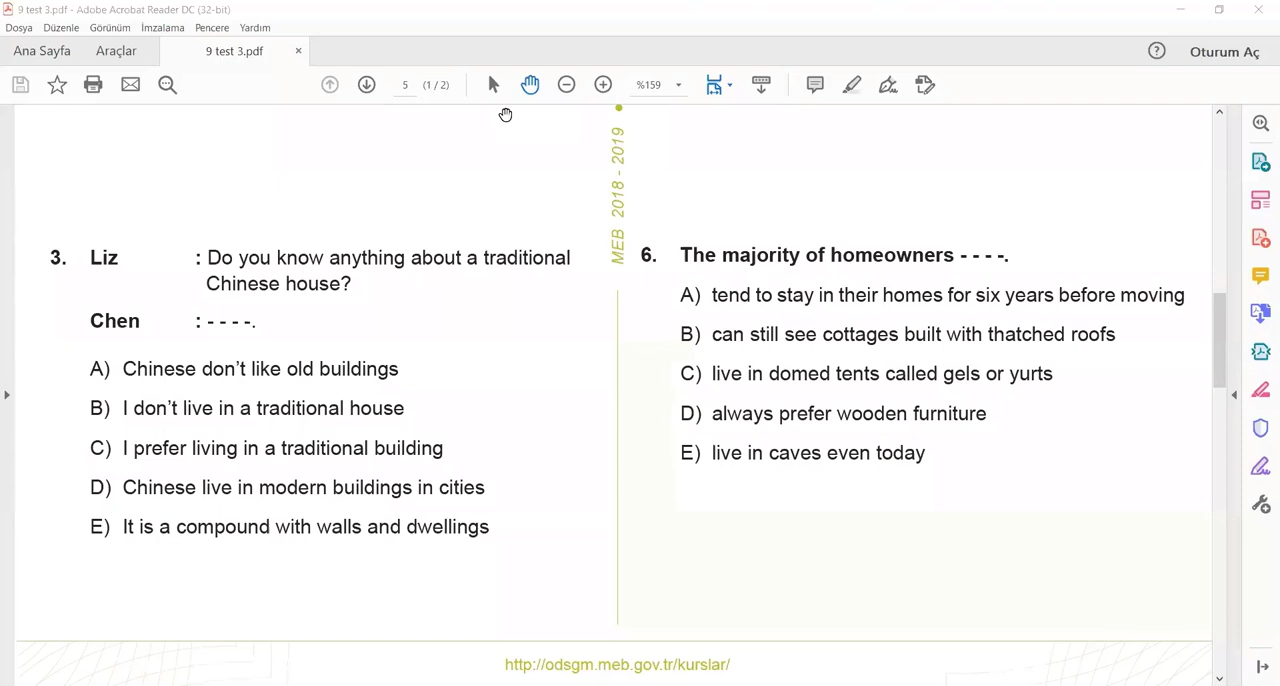 9 test 3.pdf - Adobe Acrobat Reader DC (32-bit)
Dosya Düzenle Görünüm İmzalama Pencere Yardım
Ana Sayfa Araçlar 9 test 3.pdf × Oturum Aç
5 (1 / 2) %159
MEB 2018 - 2019
3. Liz : Do you know anything about a traditional
Chinese house?
Chen : - - - -.
A) Chinese don't like old buildings
B) I don't live in a traditional house
C) I prefer living in a traditional building
D) Chinese live in modern buildings in cities
E) It is a compound with walls and dwellings
6. The majority of homeowners - - - -.
A) tend to stay in their homes for six years before moving
B) can still see cottages built with thatched roofs
C) live in domed tents called gels or yurts
D) always prefer wooden furniture
E) live in caves even today
http://odsgm.meb.gov.tr/kurslar/